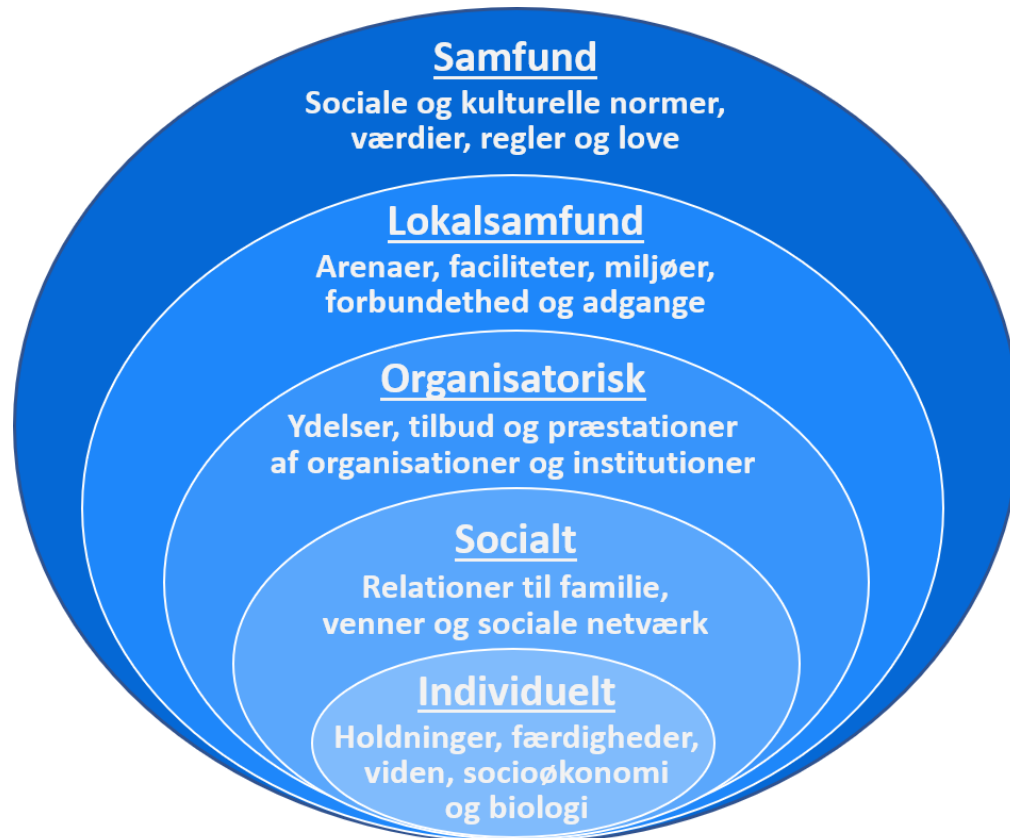 Samfund
Sociale og kulturelle normer,
værdier, regler og love
Lokalsamfund
Arenaer, faciliteter, miljøer,
forbundethed og adgange
Organisatorisk
Ydelser, tilbud og præstationer
af organisationer og institutioner
Socialt
Relationer til familie,
venner og sociale netværk
Individuelt
Holdninger, færdigheder,
viden, socioøkonomi
og biologi